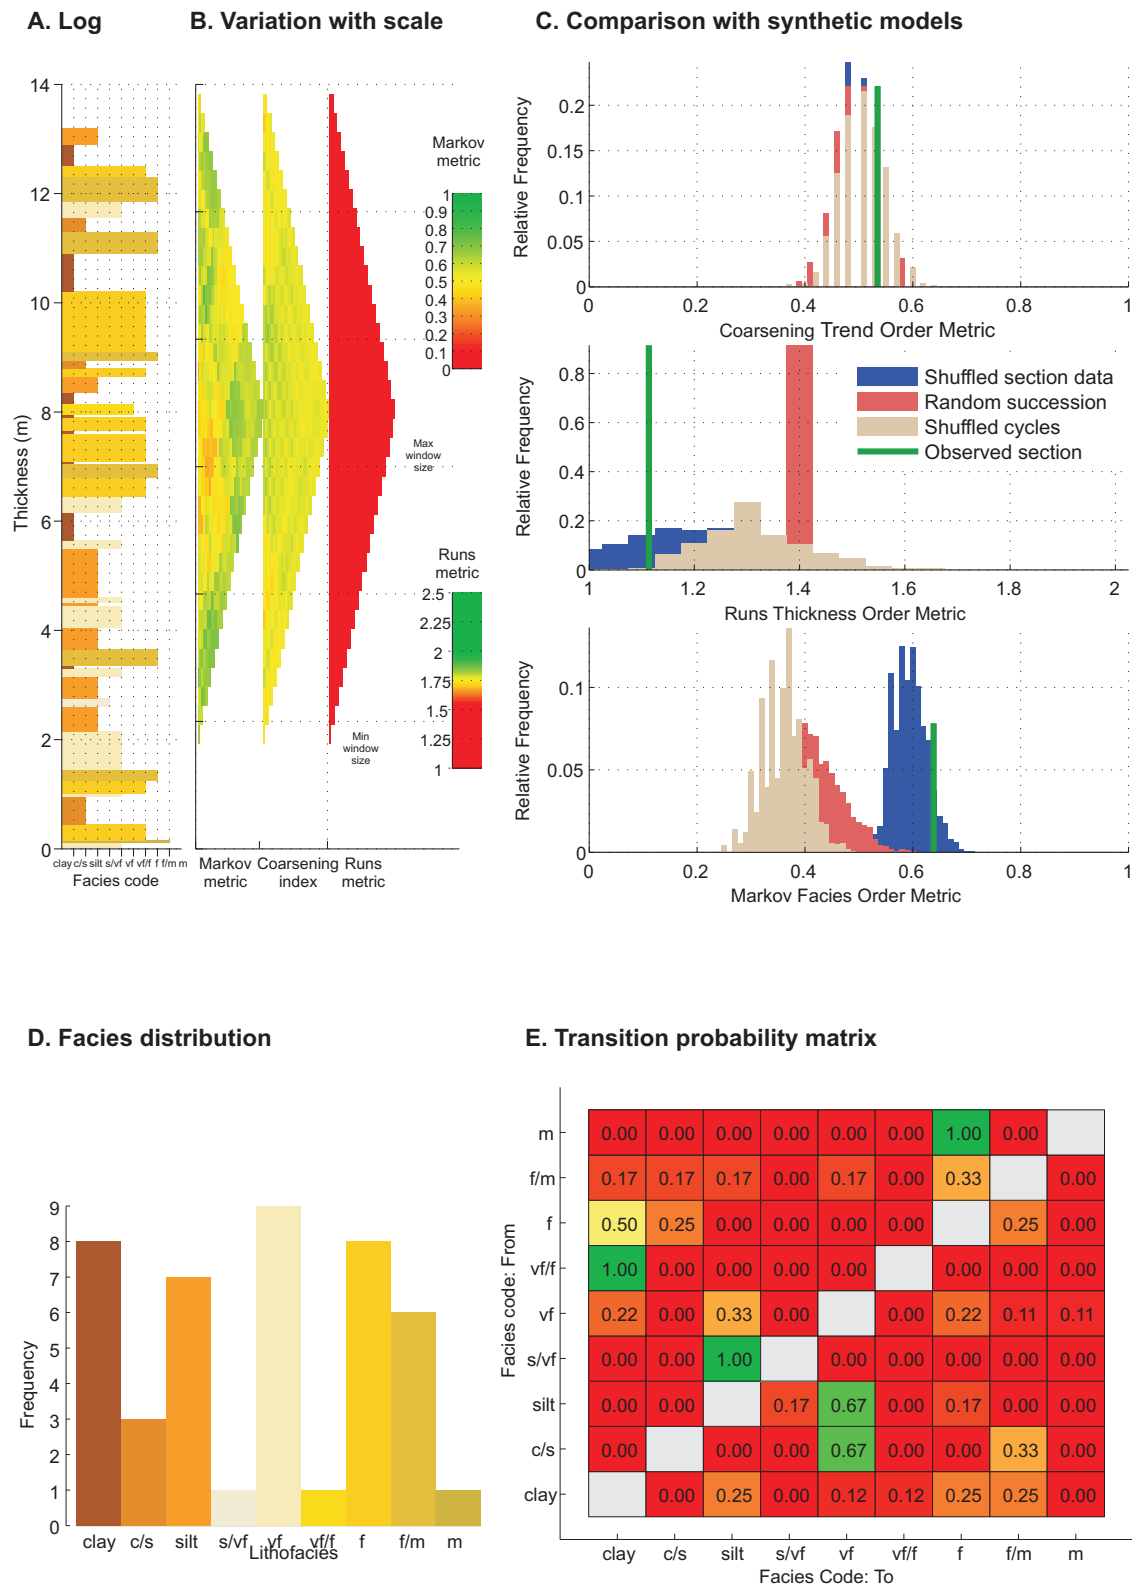 A. Log
B. Variation with scale
C. Comparison with synthetic models
14
12
10
8
6
4
2
0
Thickness (m)
clay c/s silt s/vf vf vf/f f f/m m
Facies code
Markov metric
1
0.9
0.8
0.7
0.6
0.5
0.4
0.3
0.2
0.1
0
Max window size
Runs metric
2.5
2.25
2
1.75
1.5
1.25
1
Min window size
Markov metric
Coarsening index
Runs metric
Relative Frequency
0.2
0.15
0.1
0.05
0
0 0.2 0.4 0.6 0.8 1
Coarsening Trend Order Metric
Relative Frequency
0.8
0.6
0.4
0.2
0
Shuffled section data
Random succession
Shuffled cycles
Observed section
1 1.2 1.4 1.6 1.8 2
Runs Thickness Order Metric
Relative Frequency
0.1
0.05
0
0 0.2 0.4 0.6 0.8 1
Markov Facies Order Metric
D. Facies distribution
Frequency
9
8
7
6
5
4
3
2
1
0
clay c/s silt s/vf vf vf/f f f/m m
Lithofacies
E. Transition probability matrix
Facies code: From
m 0.00 0.00 0.00 0.00 0.00 0.00 1.00 0.00
f/m 0.17 0.17 0.17 0.00 0.17 0.00 0.33 0.00
f 0.50 0.25 0.00 0.00 0.00 0.00 0.25 0.00
vf/f 1.00 0.00 0.00 0.00 0.00 0.00 0.00 0.00
vf 0.22 0.00 0.33 0.00 0.00 0.22 0.11 0.11
s/vf 0.00 0.00 1.00 0.00 0.00 0.00 0.00 0.00
silt 0.00 0.00 0.17 0.67 0.00 0.17 0.00 0.00
c/s 0.00 0.00 0.00 0.67 0.00 0.00 0.33 0.00
clay 0.00 0.25 0.00 0.12 0.12 0.25 0.25 0.00
clay c/s silt s/vf vf vf/f f f/m m
Facies Code: To